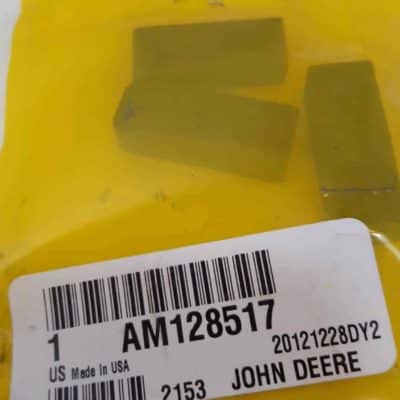 1 AM128517 20121228DY2
US Made In USA
2153 JOHN DEERE